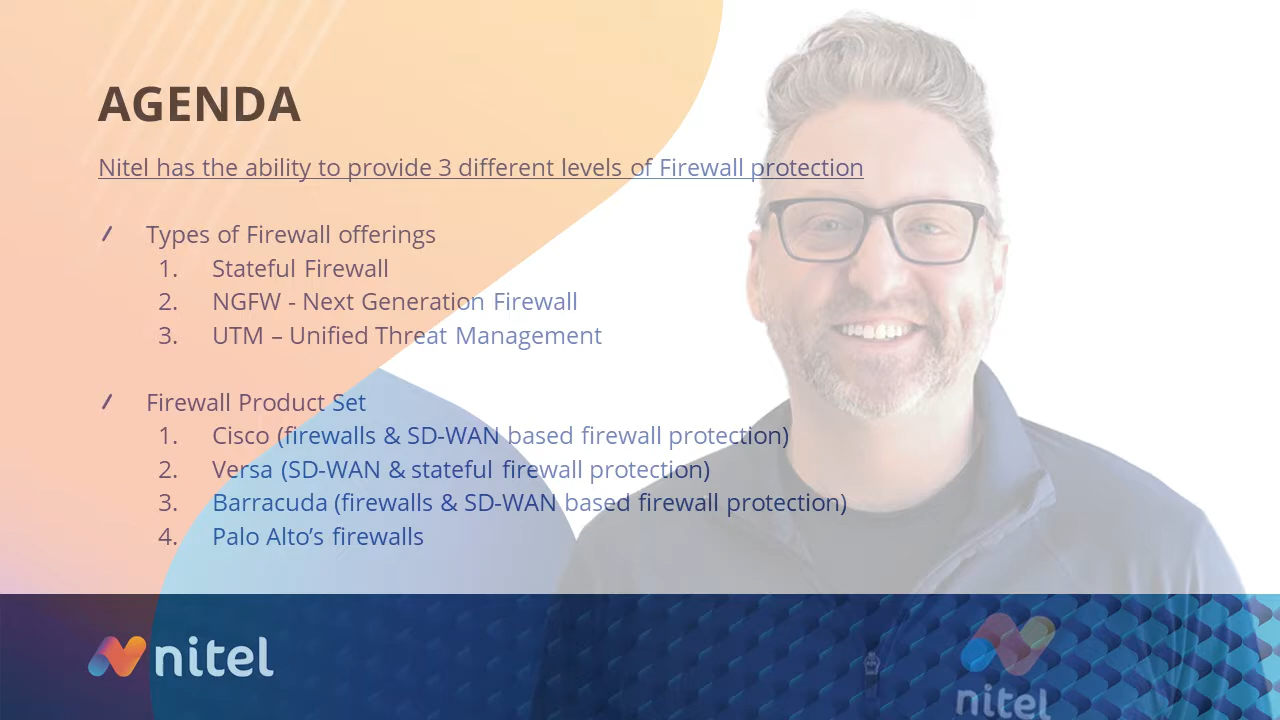 AGENDA
Nitel has the ability to provide 3 different levels of Firewall protection
Types of Firewall offerings
1. Stateful Firewall
2. NGFW - Next Generation Firewall
3. UTM – Unified Threat Management
Firewall Product Set
1. Cisco (firewalls & SD-WAN based firewall protection)
2. Versa (SD-WAN & stateful firewall protection)
3. Barracuda (firewalls & SD-WAN based firewall protection)
4. Palo Alto’s firewalls
nitel
nitel